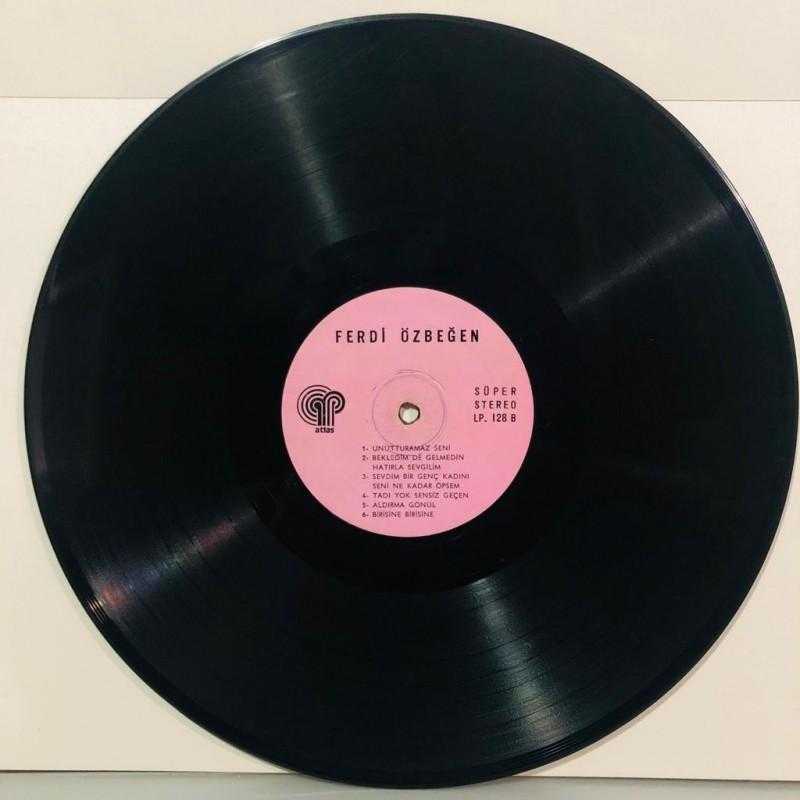 FERDİ ÖZBEĞEN
atlas
SÜPER
STEREO
LP. 128 B
1- UNUTTURAMAZ SENİ
2- BEKLEDİM DE GELMEDİN
HATIRLA SEVGİLİM
3- SEVDİM BİR GENÇ KADINI
SENİ NE KADAR ÖPSEM
4- TADI YOK SENSİZ GEÇEN
5- ALDIRMA GÖNÜL
6- BİRİSİNE BİRİSİNE